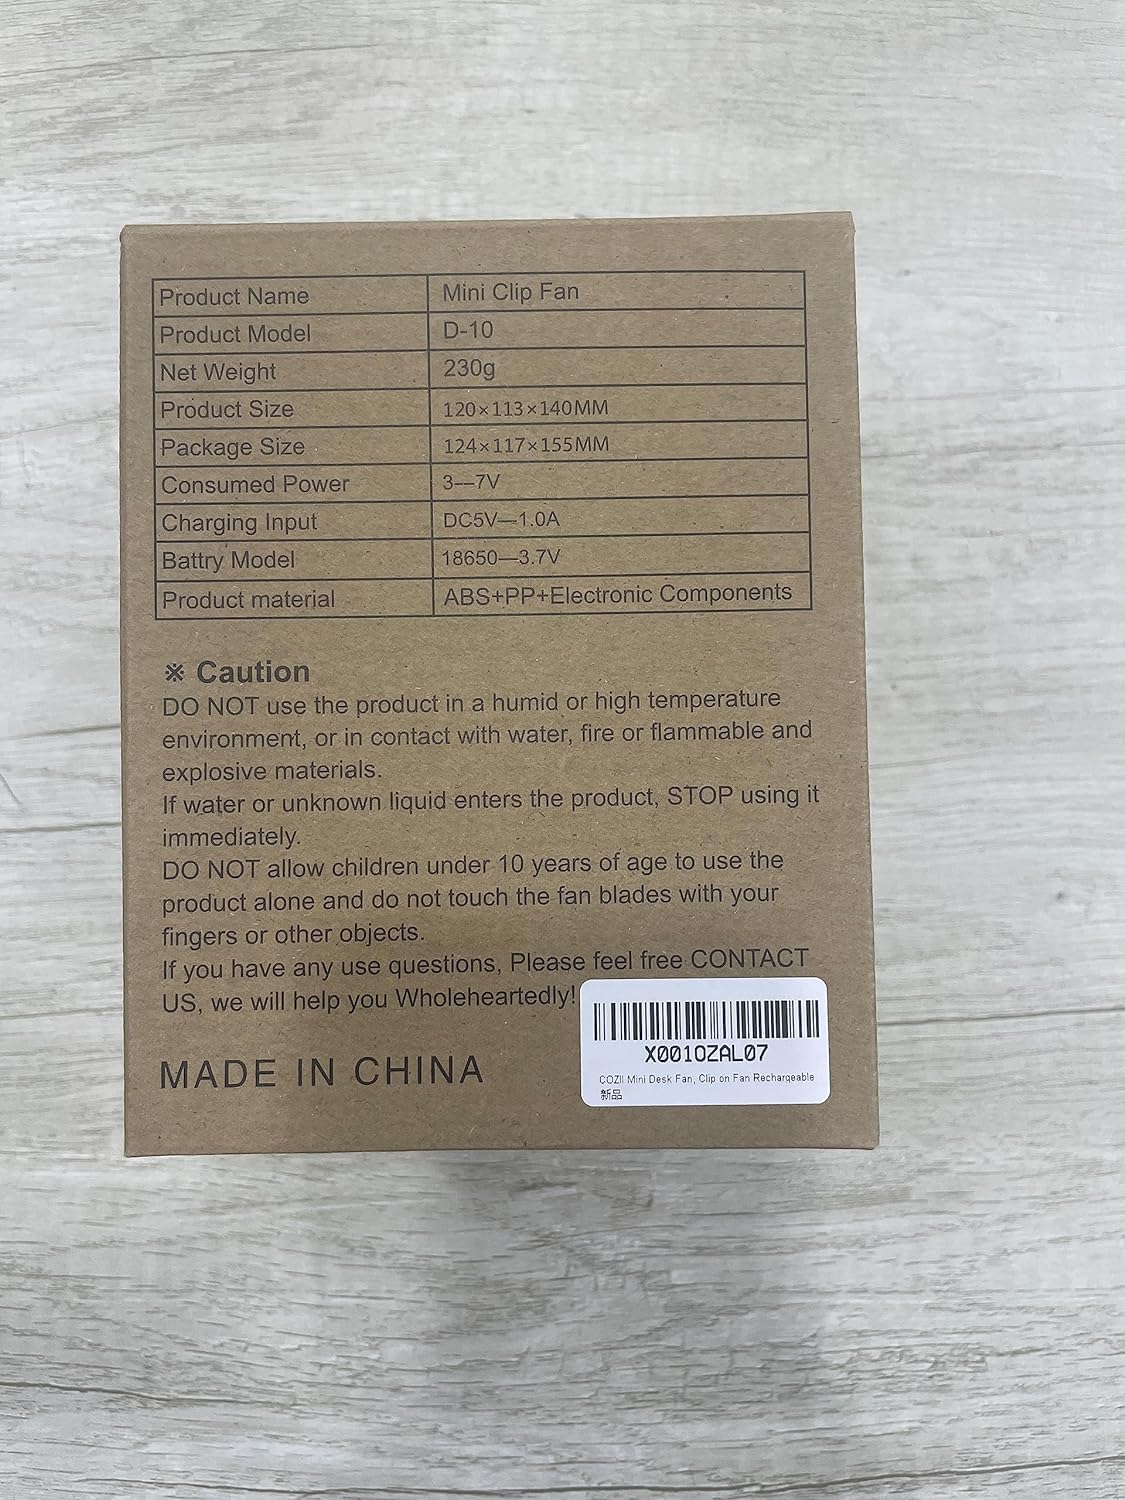 Product Name Mini Clip Fan
Product Model D-10
Net Weight 230g
Product Size 120×113×140MM
Package Size 124×117×155MM
Consumed Power 3—7V
Charging Input DC5V—1.0A
Battry Model 18650—3.7V
Product material ABS+PP+Electronic Components
※ Caution
DO NOT use the product in a humid or high temperature
environment, or in contact with water, fire or flammable and
explosive materials.
If water or unknown liquid enters the product, STOP using it
immediately.
DO NOT allow children under 10 years of age to use the
product alone and do not touch the fan blades with your
fingers or other objects.
If you have any use questions, Please feel free CONTACT
US, we will help you Wholeheartedly!
MADE IN CHINA
X001OZAL07
COZII Mini Desk Fan, Clip on Fan Rechargeable
新品